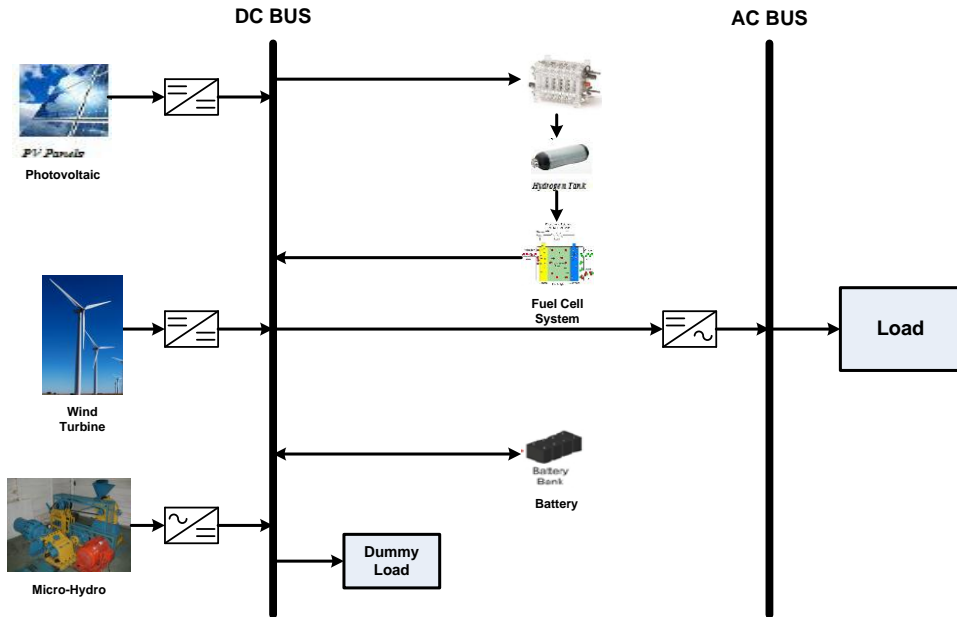 DC BUS
AC BUS
PV Panels
Photovoltaic
Hydrogen Tank
Fuel Cell
System
Load
Wind
Turbine
Battery
Bank
Battery
Dummy
Load
Micro-Hydro